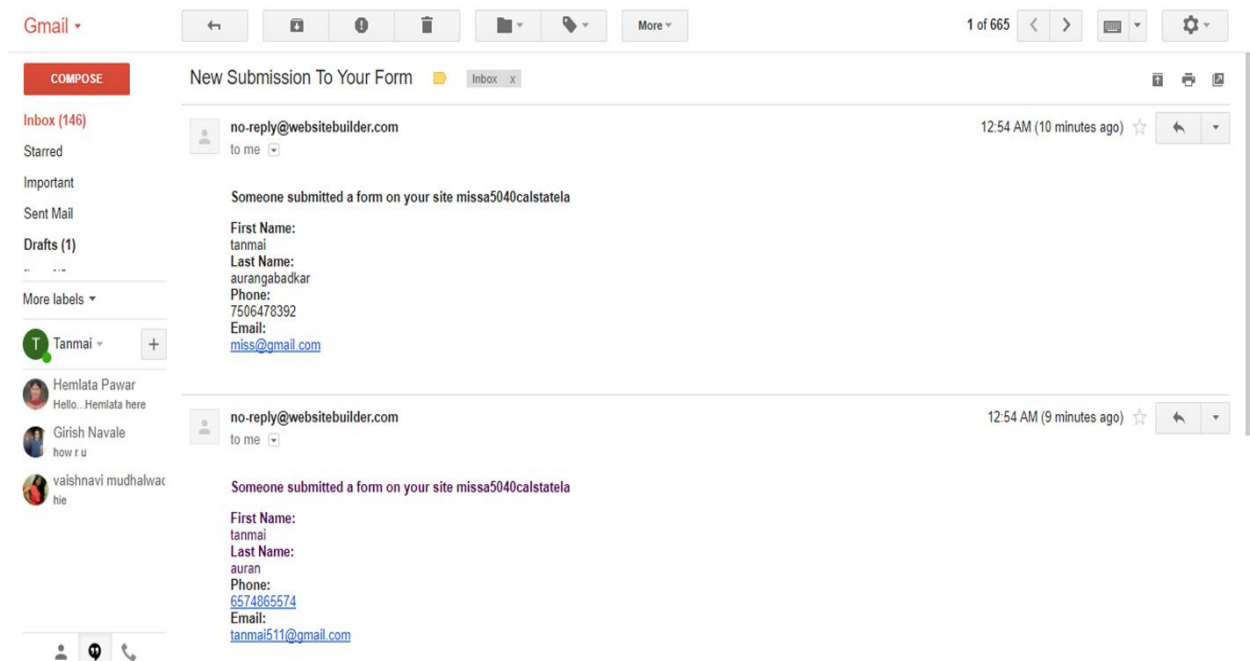 Gmail
More
1 of 665
COMPOSE
New Submission To Your Form
Inbox x
Inbox (146)
Starred
Important
Sent Mail
Drafts (1)
More labels
T Tanmai
+
Hemlata Pawar
Hello...Hemlata here
Girish Navale
how r u
vaishnavi mudhalwac
hie
no-reply@websitebuilder.com
12:54 AM (10 minutes ago)
to me
Someone submitted a form on your site missa5040calstatela
First Name:
tanmai
Last Name:
aurangabadkar
Phone:
7506478392
Email:
miss@gmail.com
no-reply@websitebuilder.com
12:54 AM (9 minutes ago)
to me
Someone submitted a form on your site missa5040calstatela
First Name:
tanmai
Last Name:
auran
Phone:
6574865574
Email:
tanmai511@gmail.com